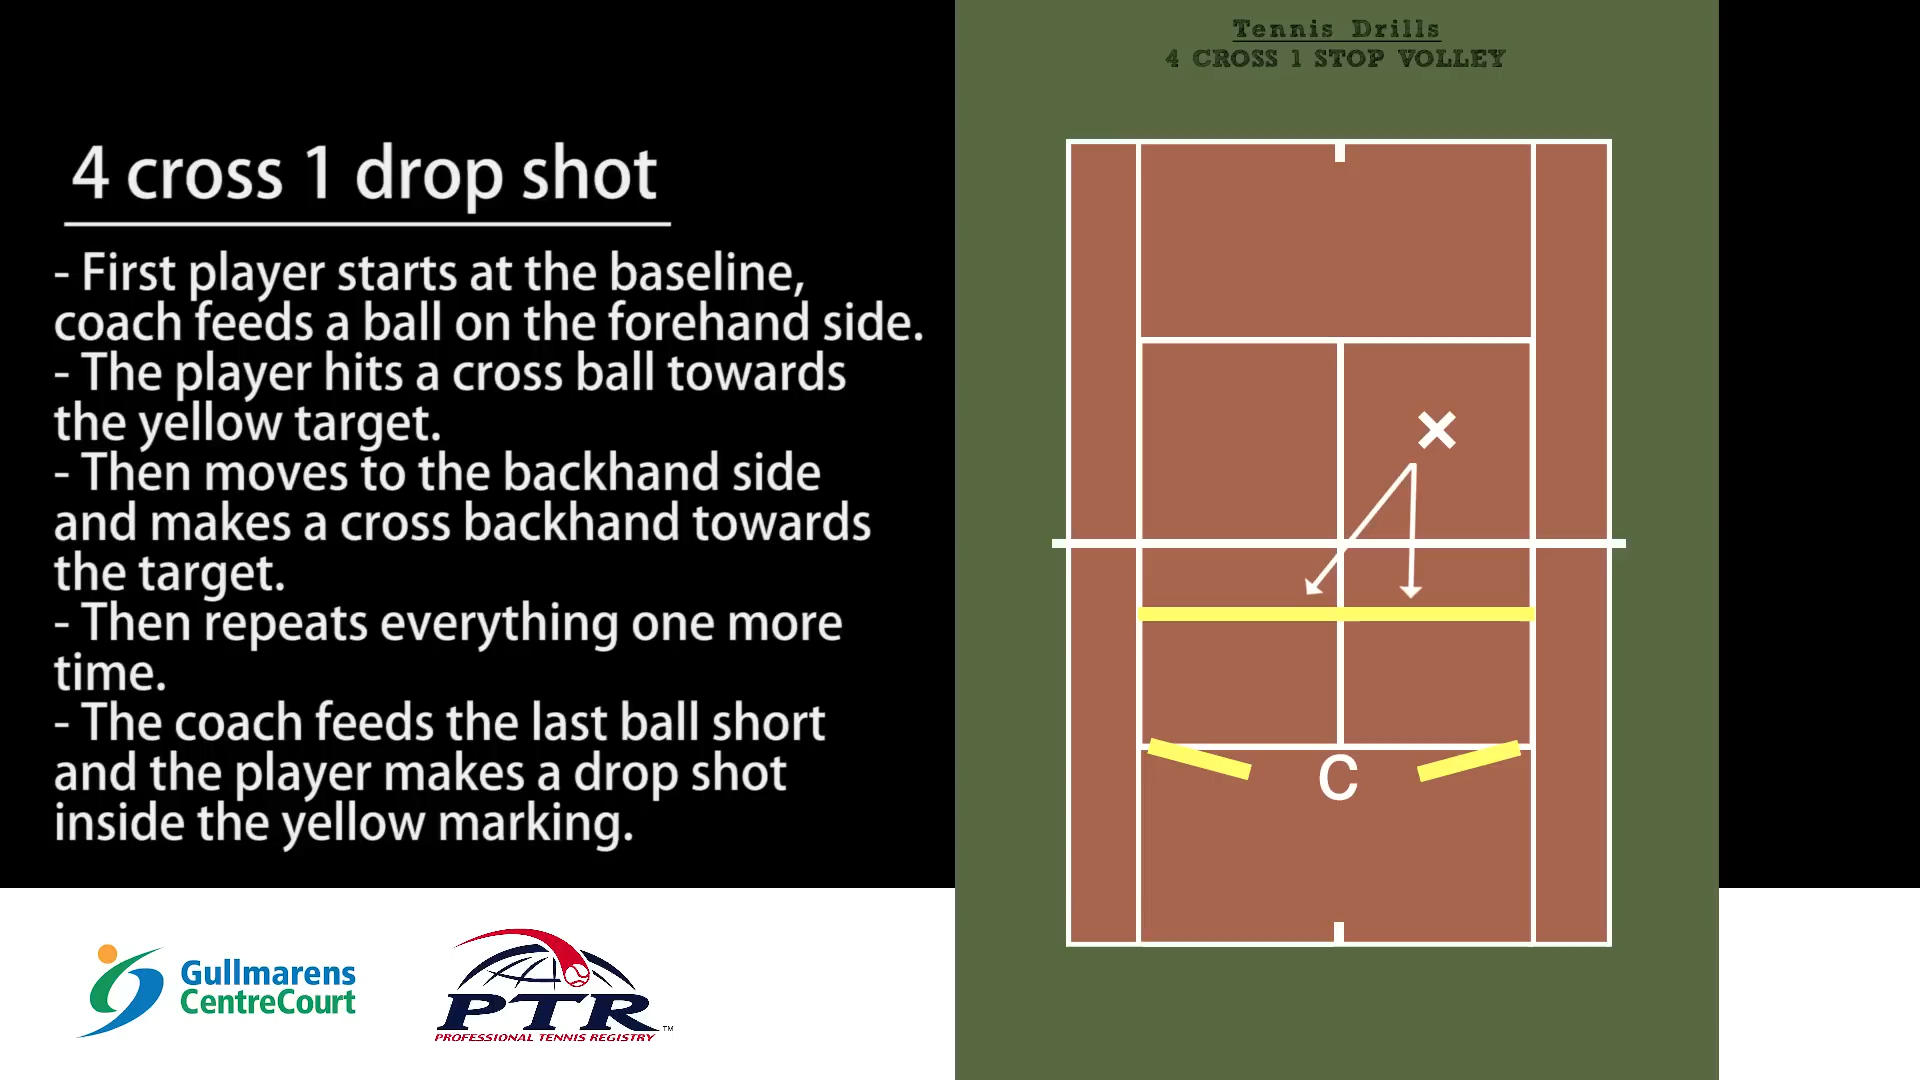 4 cross 1 drop shot
- First player starts at the baseline,
coach feeds a ball on the forehand side.
- The player hits a cross ball towards
the yellow target.
- Then moves to the backhand side
and makes a cross backhand towards
the target.
- Then repeats everything one more
time.
- The coach feeds the last ball short
and the player makes a drop shot
inside the yellow marking.
Tennis Drills
4 CROSS 1 STOP VOLLEY
C
Gullmarens
CentreCourt
PTR™
PROFESSIONAL TENNIS REGISTRY